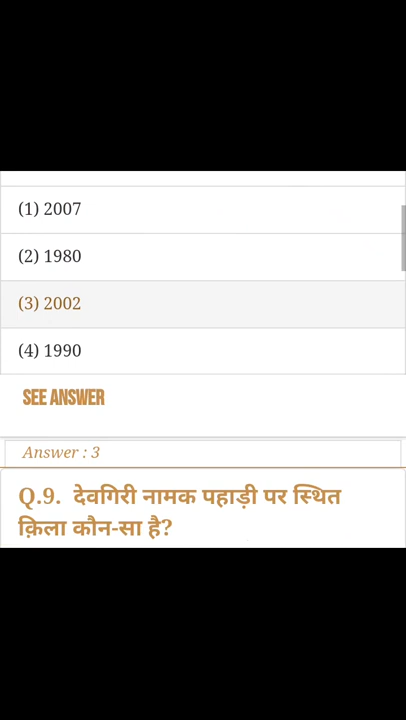 (1) 2007
(2) 1980
(3) 2002
(4) 1990
SEE ANSWER
Answer : 3
Q.9. देवगिरी नामक पहाड़ी पर स्थित
क़िला कौन-सा है?